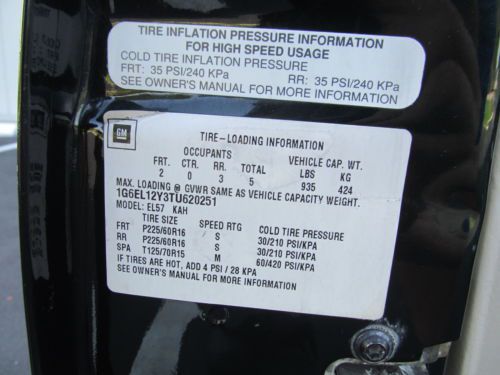 TIRE INFLATION PRESSURE INFORMATION
FOR HIGH SPEED USAGE
COLD TIRE INFLATION PRESSURE
FRT: 35 PSI/240 KPa RR: 35 PSI/240 KPa
SEE OWNER'S MANUAL FOR MORE INFORMATION
GM
TIRE-LOADING INFORMATION
OCCUPANTS VEHICLE CAP. WT.
FRT. CTR. RR. TOTAL LBS KG
2 0 3 5 935 424
MAX. LOADING @ GVWR SAME AS VEHICLE CAPACITY WEIGHT.
1G6EL12Y3TU620251
MODEL: EL57 KAH
TIRE SIZE SPEED RTG COLD TIRE PRESSURE
FRT P225/60R16 S 30/210 PSI/KPA
RR P225/60R16 S 30/210 PSI/KPA
SPA T125/70R15 M 60/420 PSI/KPA
IF TIRES ARE HOT, ADD 4 PSI / 28 KPA
SEE OWNER'S MANUAL FOR MORE INFORMATION